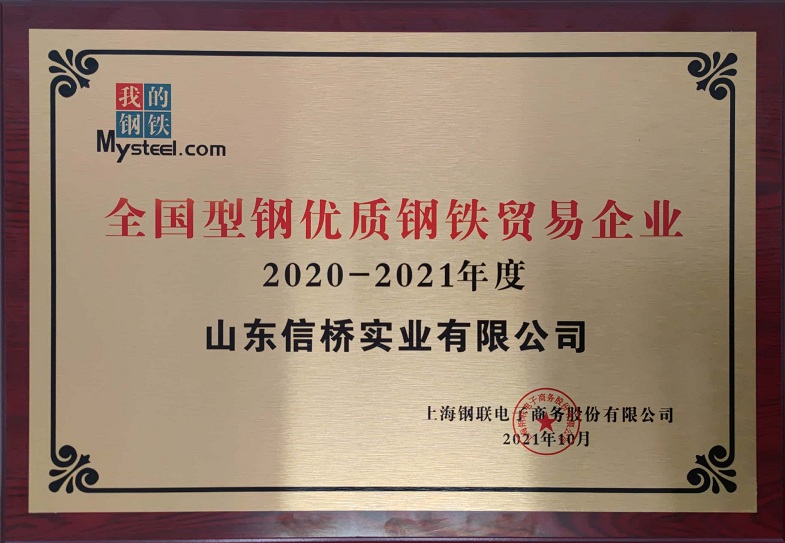 我的
钢铁
Mysteel.com
全国型钢优质钢铁贸易企业
2020-2021年度
山东信桥实业有限公司
上海钢联电子商务股份有限公司
2021年10月